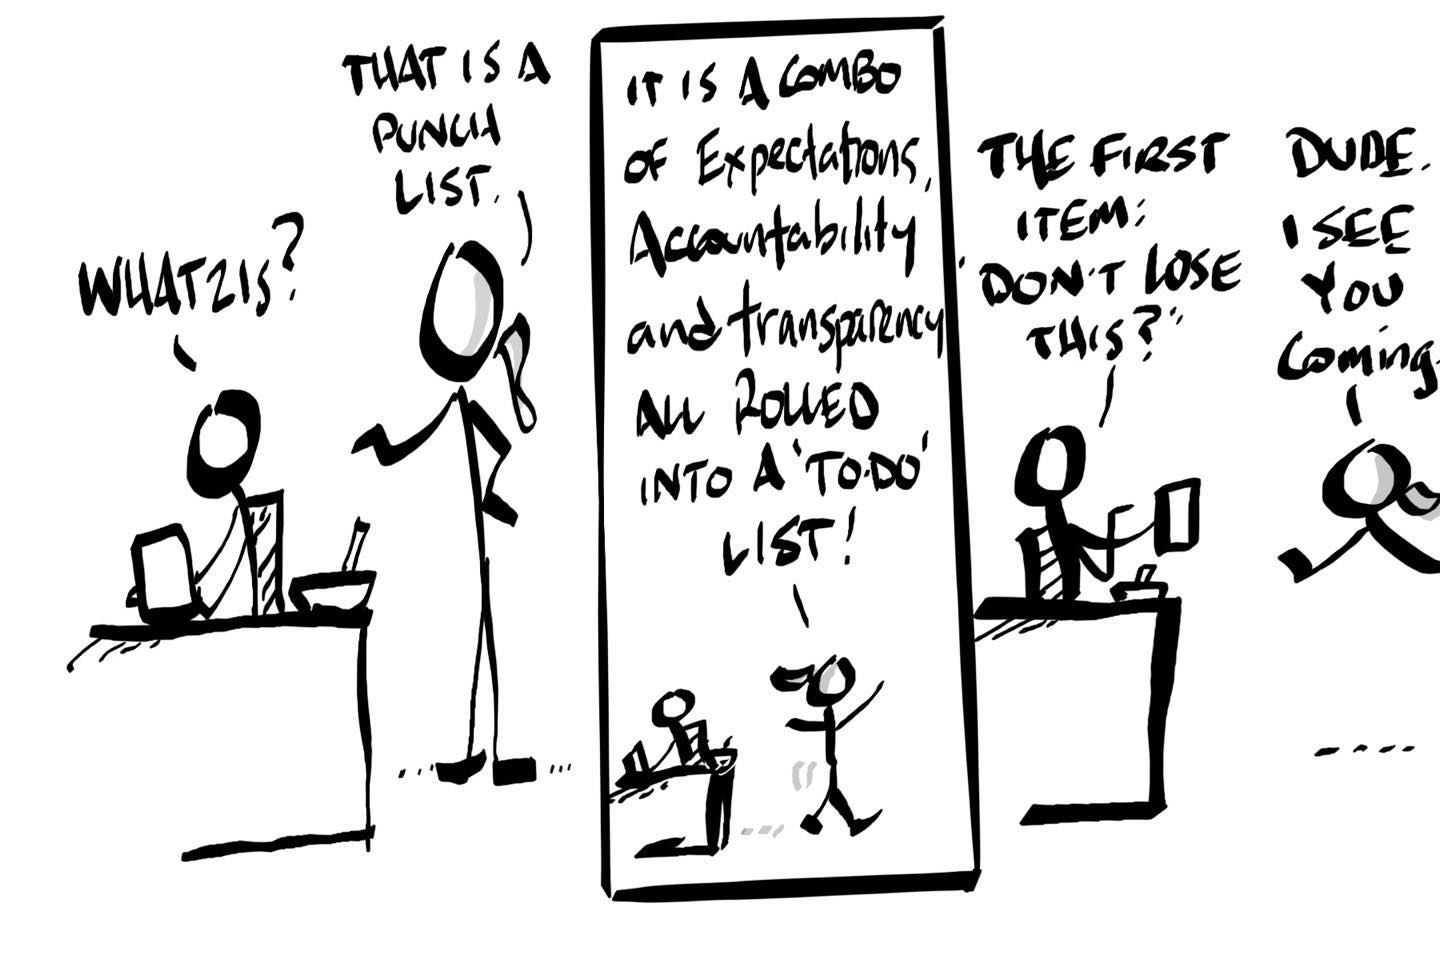 WHATZIS?
THAT IS A
PUNCH
LIST.
IT IS A COMBO
OF Expectations,
Accountability
and transparency
ALL ROLLED
INTO A 'TO-DO'
LIST!
THE FIRST
ITEM:
'DON'T LOSE
THIS?"
DUDE.
I SEE
YOU
Coming.